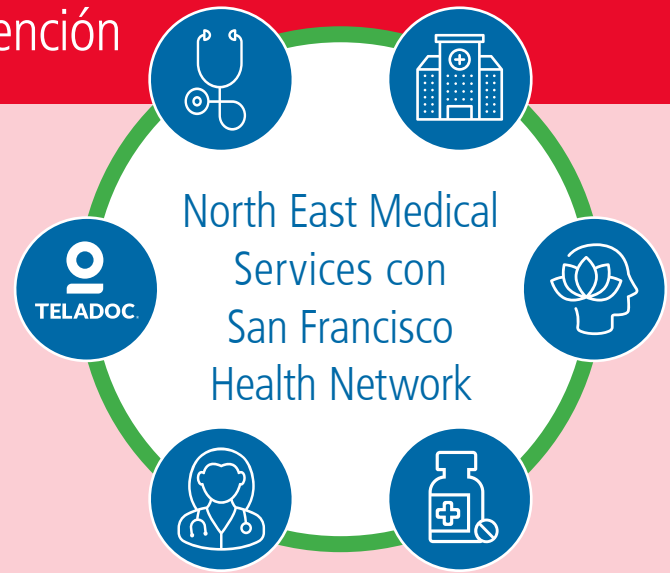 ención
North East Medical
Services con
San Francisco
Health Network
TELADOC